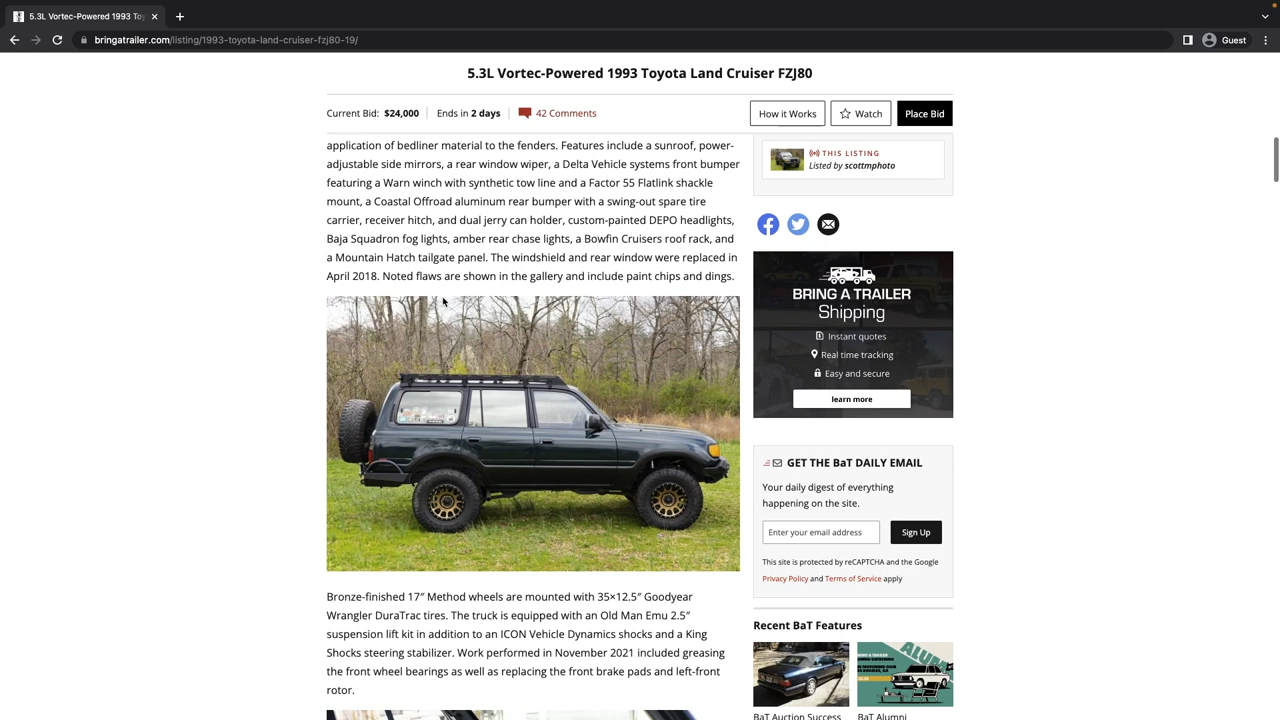 5.3L Vortec-Powered 1993 Toy
bringatrailer.com/listing/1993-toyota-land-cruiser-fzj80-19/
Guest
5.3L Vortec-Powered 1993 Toyota Land Cruiser FZJ80
Current Bid: $24,000
Ends in 2 days
42 Comments
How it Works
Watch
Place Bid
application of bedliner material to the fenders. Features include a sunroof, power-
adjustable side mirrors, a rear window wiper, a Delta Vehicle systems front bumper
featuring a Warn winch with synthetic tow line and a Factor 55 Flatlink shackle
mount, a Coastal Offroad aluminum rear bumper with a swing-out spare tire
carrier, receiver hitch, and dual jerry can holder, custom-painted DEPO headlights,
Baja Squadron fog lights, amber rear chase lights, a Bowfin Cruisers roof rack, and
a Mountain Hatch tailgate panel. The windshield and rear window were replaced in
April 2018. Noted flaws are shown in the gallery and include paint chips and dings.
Bronze-finished 17″ Method wheels are mounted with 35×12.5″ Goodyear
Wrangler DuraTrac tires. The truck is equipped with an Old Man Emu 2.5″
suspension lift kit in addition to an ICON Vehicle Dynamics shocks and a King
Shocks steering stabilizer. Work performed in November 2021 included greasing
the front wheel bearings as well as replacing the front brake pads and left-front
rotor.
THIS LISTING
Listed by scottmphoto
BRING A TRAILER
Shipping
Instant quotes
Real time tracking
Easy and secure
learn more
GET THE BaT DAILY EMAIL
Your daily digest of everything
happening on the site.
Enter your email address
Sign Up
This site is protected by reCAPTCHA and the Google
Privacy Policy and Terms of Service apply
Recent BaT Features
ALUM
BaT Auction Success
BaT Alumni